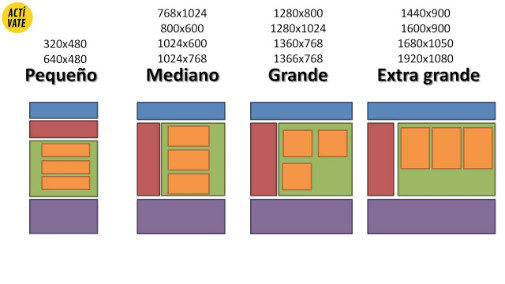 ACTÍ
VATE
320x480
640x480
Pequeño
768x1024
800x600
1024x600
1024x768
Mediano
1280x800
1280x1024
1360x768
1366x768
Grande
1440x900
1600x900
1680x1050
1920x1080
Extra grande